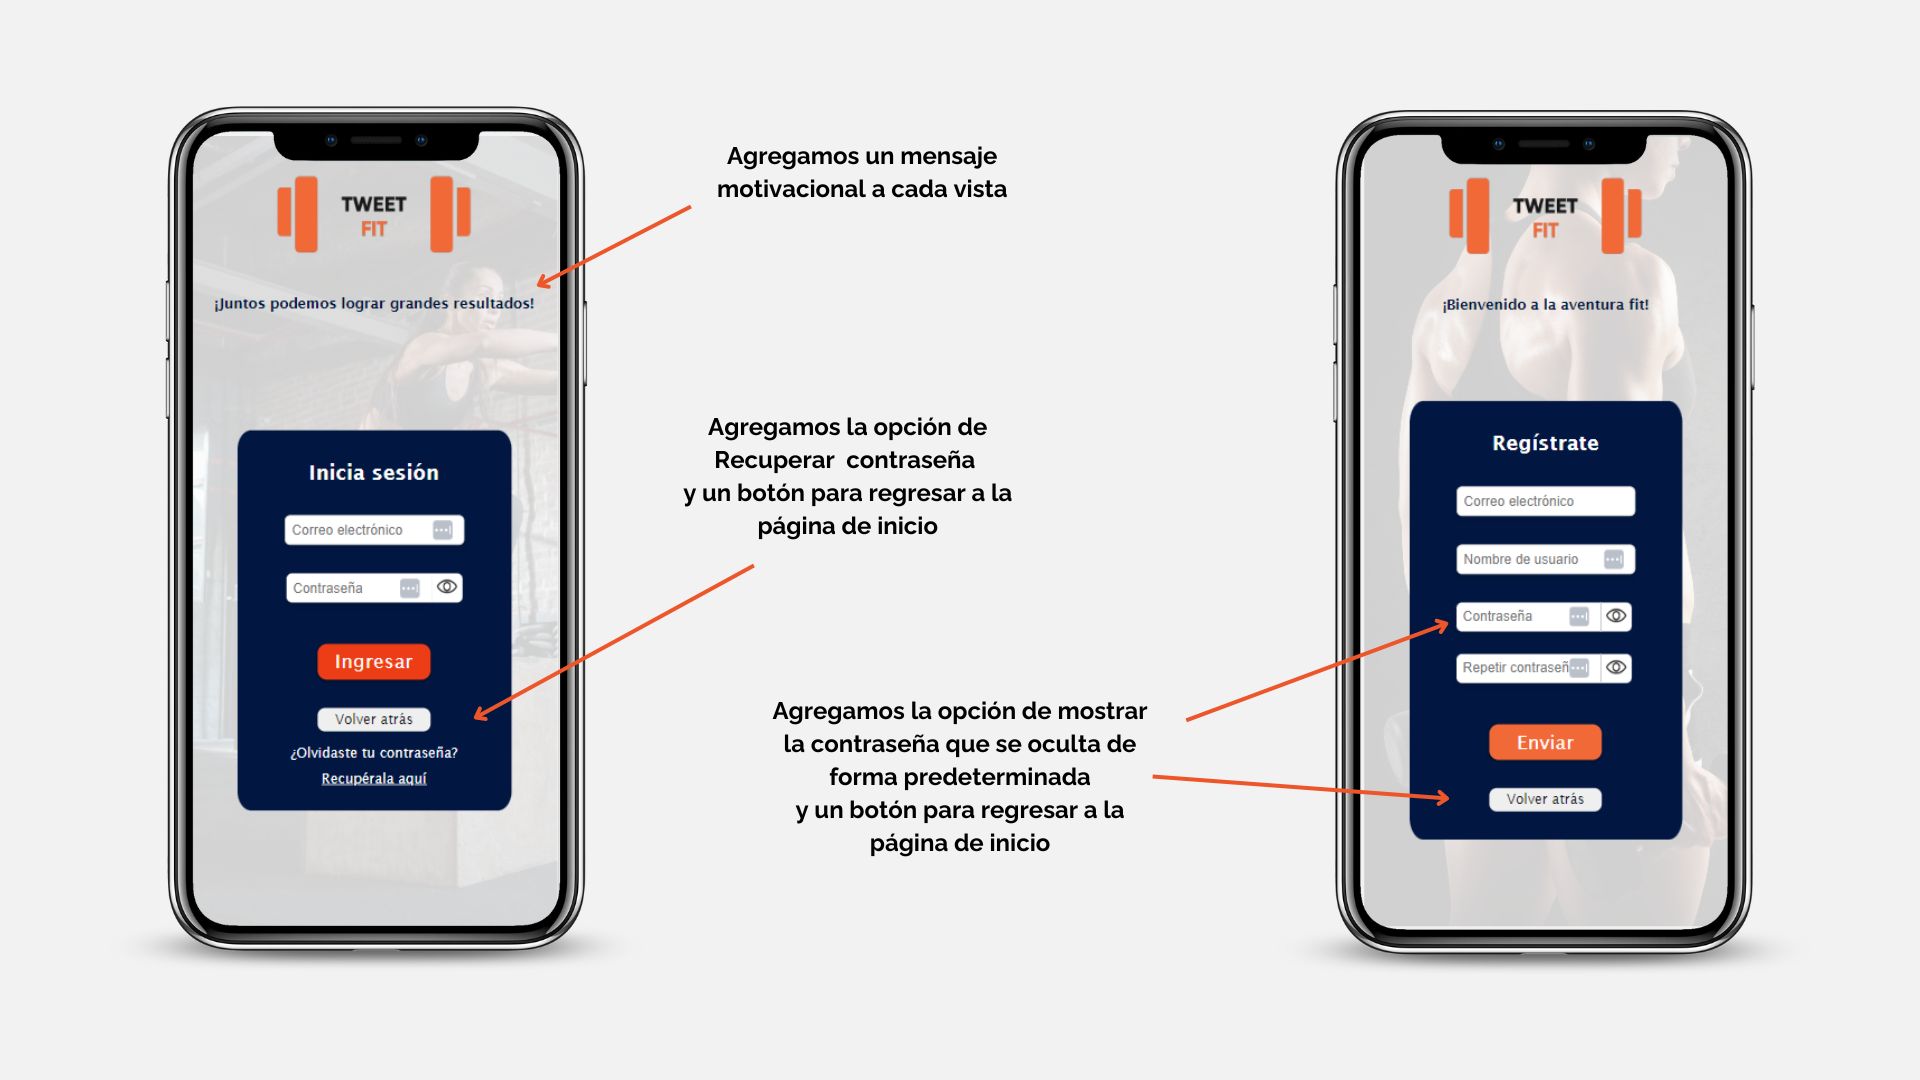 TWEET
FIT
¡Juntos podemos lograr grandes resultados!
Inicia sesión
Correo electrónico
Contraseña
Ingresar
Volver atrás
¿Olvidaste tu contraseña?
Recupérala aquí
Agregamos un mensaje
motivacional a cada vista
Agregamos la opción de
Recuperar  contraseña
y un botón para regresar a la
página de inicio
Agregamos la opción de mostrar
la contraseña que se oculta de
forma predeterminada
y un botón para regresar a la
página de inicio
TWEET
FIT
¡Bienvenido a la aventura fit!
Regístrate
Correo electrónico
Nombre de usuario
Contraseña
Repetir contraseñ
Enviar
Volver atrás